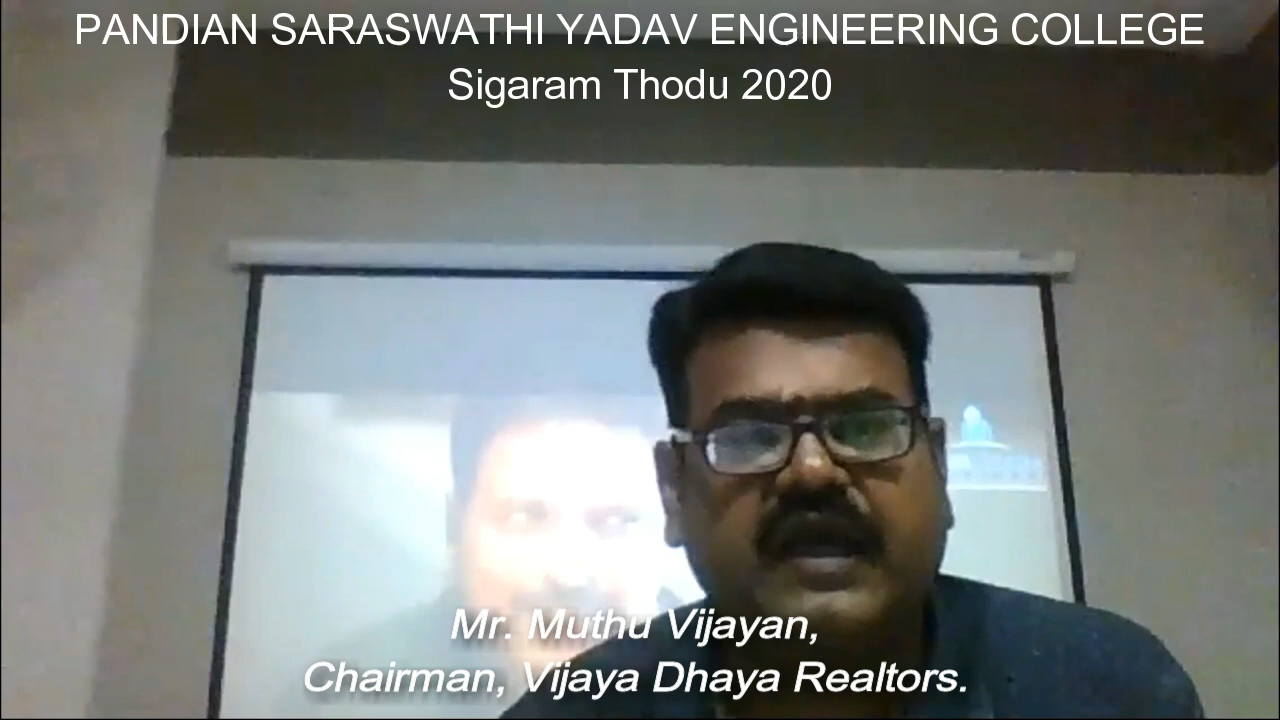 PANDIAN SARASWATHI YADAV ENGINEERING COLLEGE
Sigaram Thodu 2020
Mr. Muthu Vijayan,
Chairman, Vijaya Dhaya Realtors.